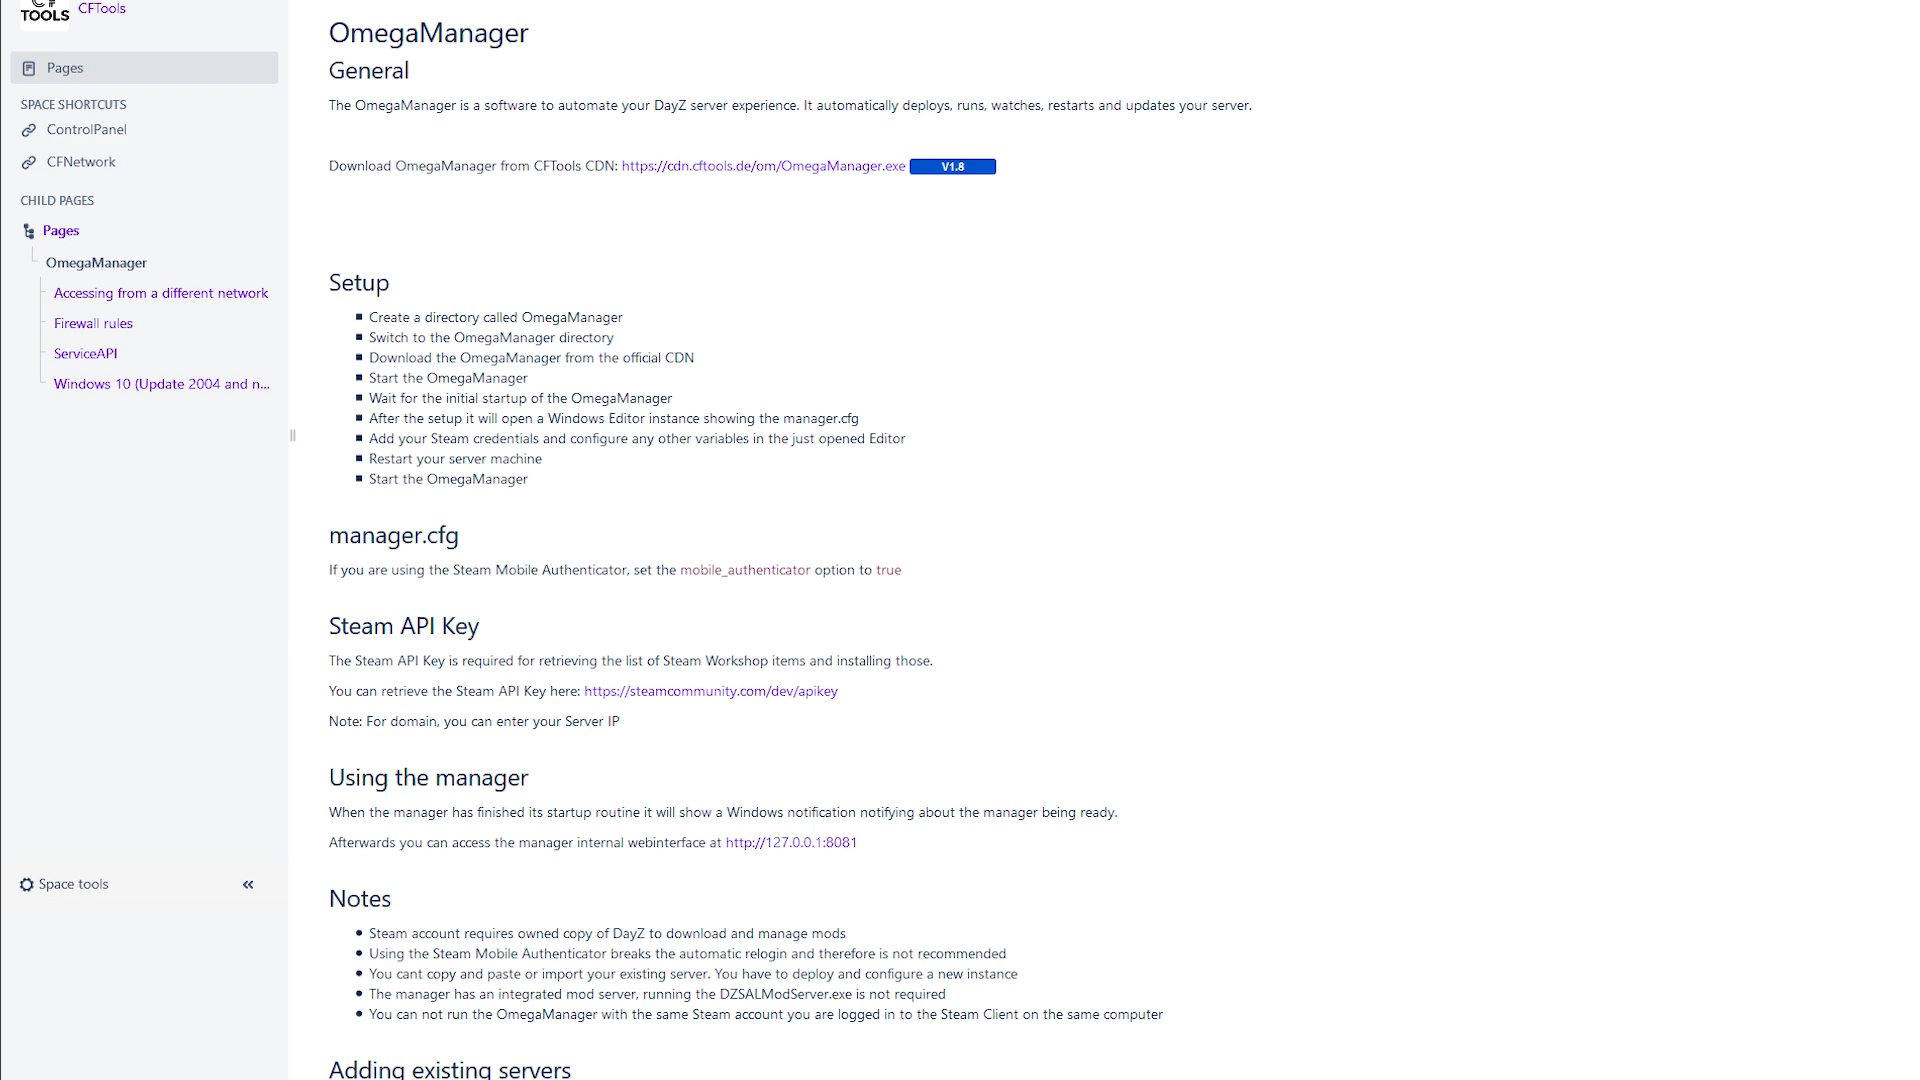 TOOLS
CFTools
Pages
SPACE SHORTCUTS
ControlPanel
CFNetwork
CHILD PAGES
Pages
OmegaManager
Accessing from a different network
Firewall rules
ServiceAPI
Windows 10 (Update 2004 and n...
Space tools
OmegaManager
General
The OmegaManager is a software to automate your DayZ server experience. It automatically deploys, runs, watches, restarts and updates your server.
Download OmegaManager from CFTools CDN: https://cdn.cftools.de/om/OmegaManager.exe V1.8
Setup
Create a directory called OmegaManager
Switch to the OmegaManager directory
Download the OmegaManager from the official CDN
Start the OmegaManager
Wait for the initial startup of the OmegaManager
After the setup it will open a Windows Editor instance showing the manager.cfg
Add your Steam credentials and configure any other variables in the just opened Editor
Restart your server machine
Start the OmegaManager
manager.cfg
If you are using the Steam Mobile Authenticator, set the mobile_authenticator option to true
Steam API Key
The Steam API Key is required for retrieving the list of Steam Workshop items and installing those.
You can retrieve the Steam API Key here: https://steamcommunity.com/dev/apikey
Note: For domain, you can enter your Server IP
Using the manager
When the manager has finished its startup routine it will show a Windows notification notifying about the manager being ready.
Afterwards you can access the manager internal webinterface at http://127.0.0.1:8081
Notes
Steam account requires owned copy of DayZ to download and manage mods
Using the Steam Mobile Authenticator breaks the automatic relogin and therefore is not recommended
You cant copy and paste or import your existing server. You have to deploy and configure a new instance
The manager has an integrated mod server, running the DZSALModServer.exe is not required
You can not run the OmegaManager with the same Steam account you are logged in to the Steam Client on the same computer
Adding existing servers